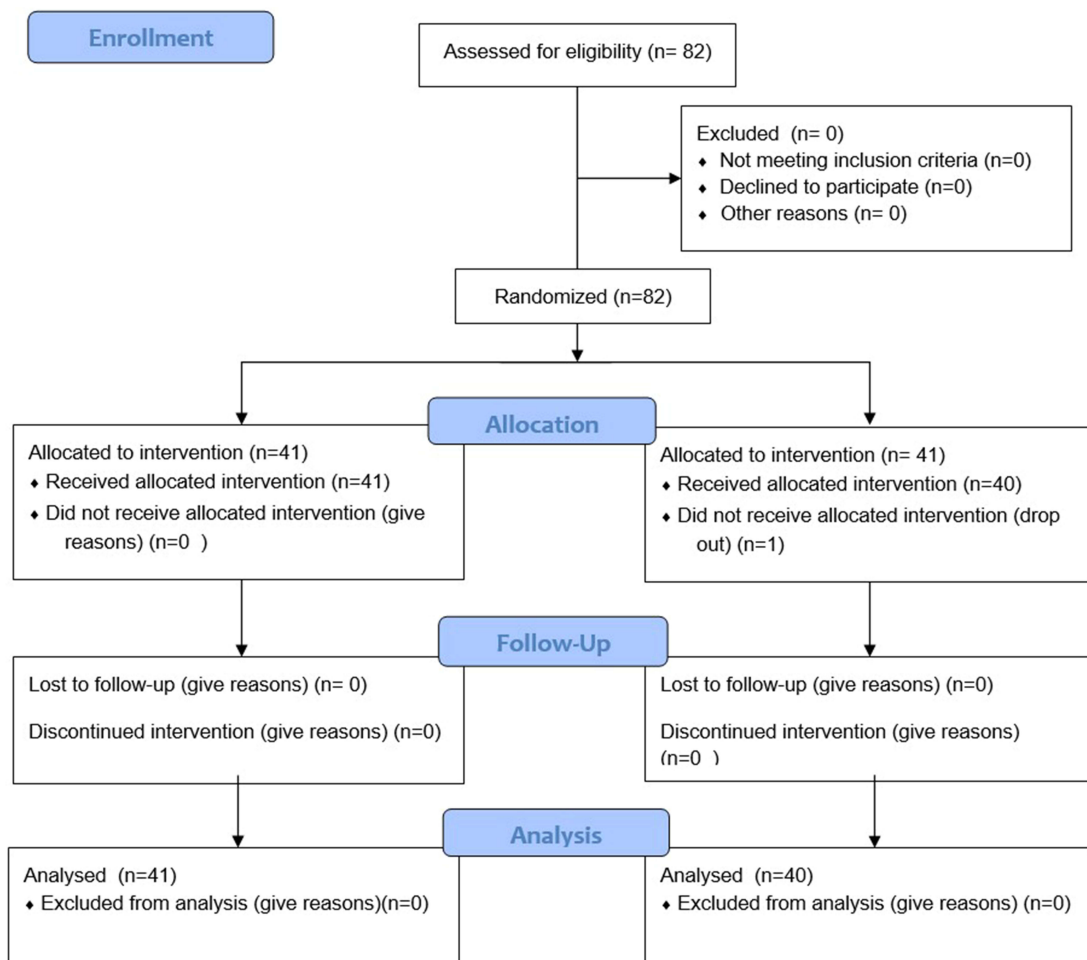 Enrollment
Assessed for eligibility (n= 82)
Excluded (n= 0)
♦ Not meeting inclusion criteria (n=0)
♦ Declined to participate (n=0)
♦ Other reasons (n= 0)
Randomized (n=82)
Allocation
Allocated to intervention (n=41)
♦ Received allocated intervention (n=41)
♦ Did not receive allocated intervention (give
reasons) (n=0 )
Allocated to intervention (n= 41)
♦ Received allocated intervention (n=40)
♦ Did not receive allocated intervention (drop
out) (n=1)
Follow-Up
Lost to follow-up (give reasons) (n= 0)
Discontinued intervention (give reasons) (n=0)
Lost to follow-up (give reasons) (n=0)
Discontinued intervention (give reasons)
(n=0 )
Analysis
Analysed (n=41)
♦ Excluded from analysis (give reasons)(n=0)
Analysed (n=40)
♦ Excluded from analysis (give reasons) (n=0)